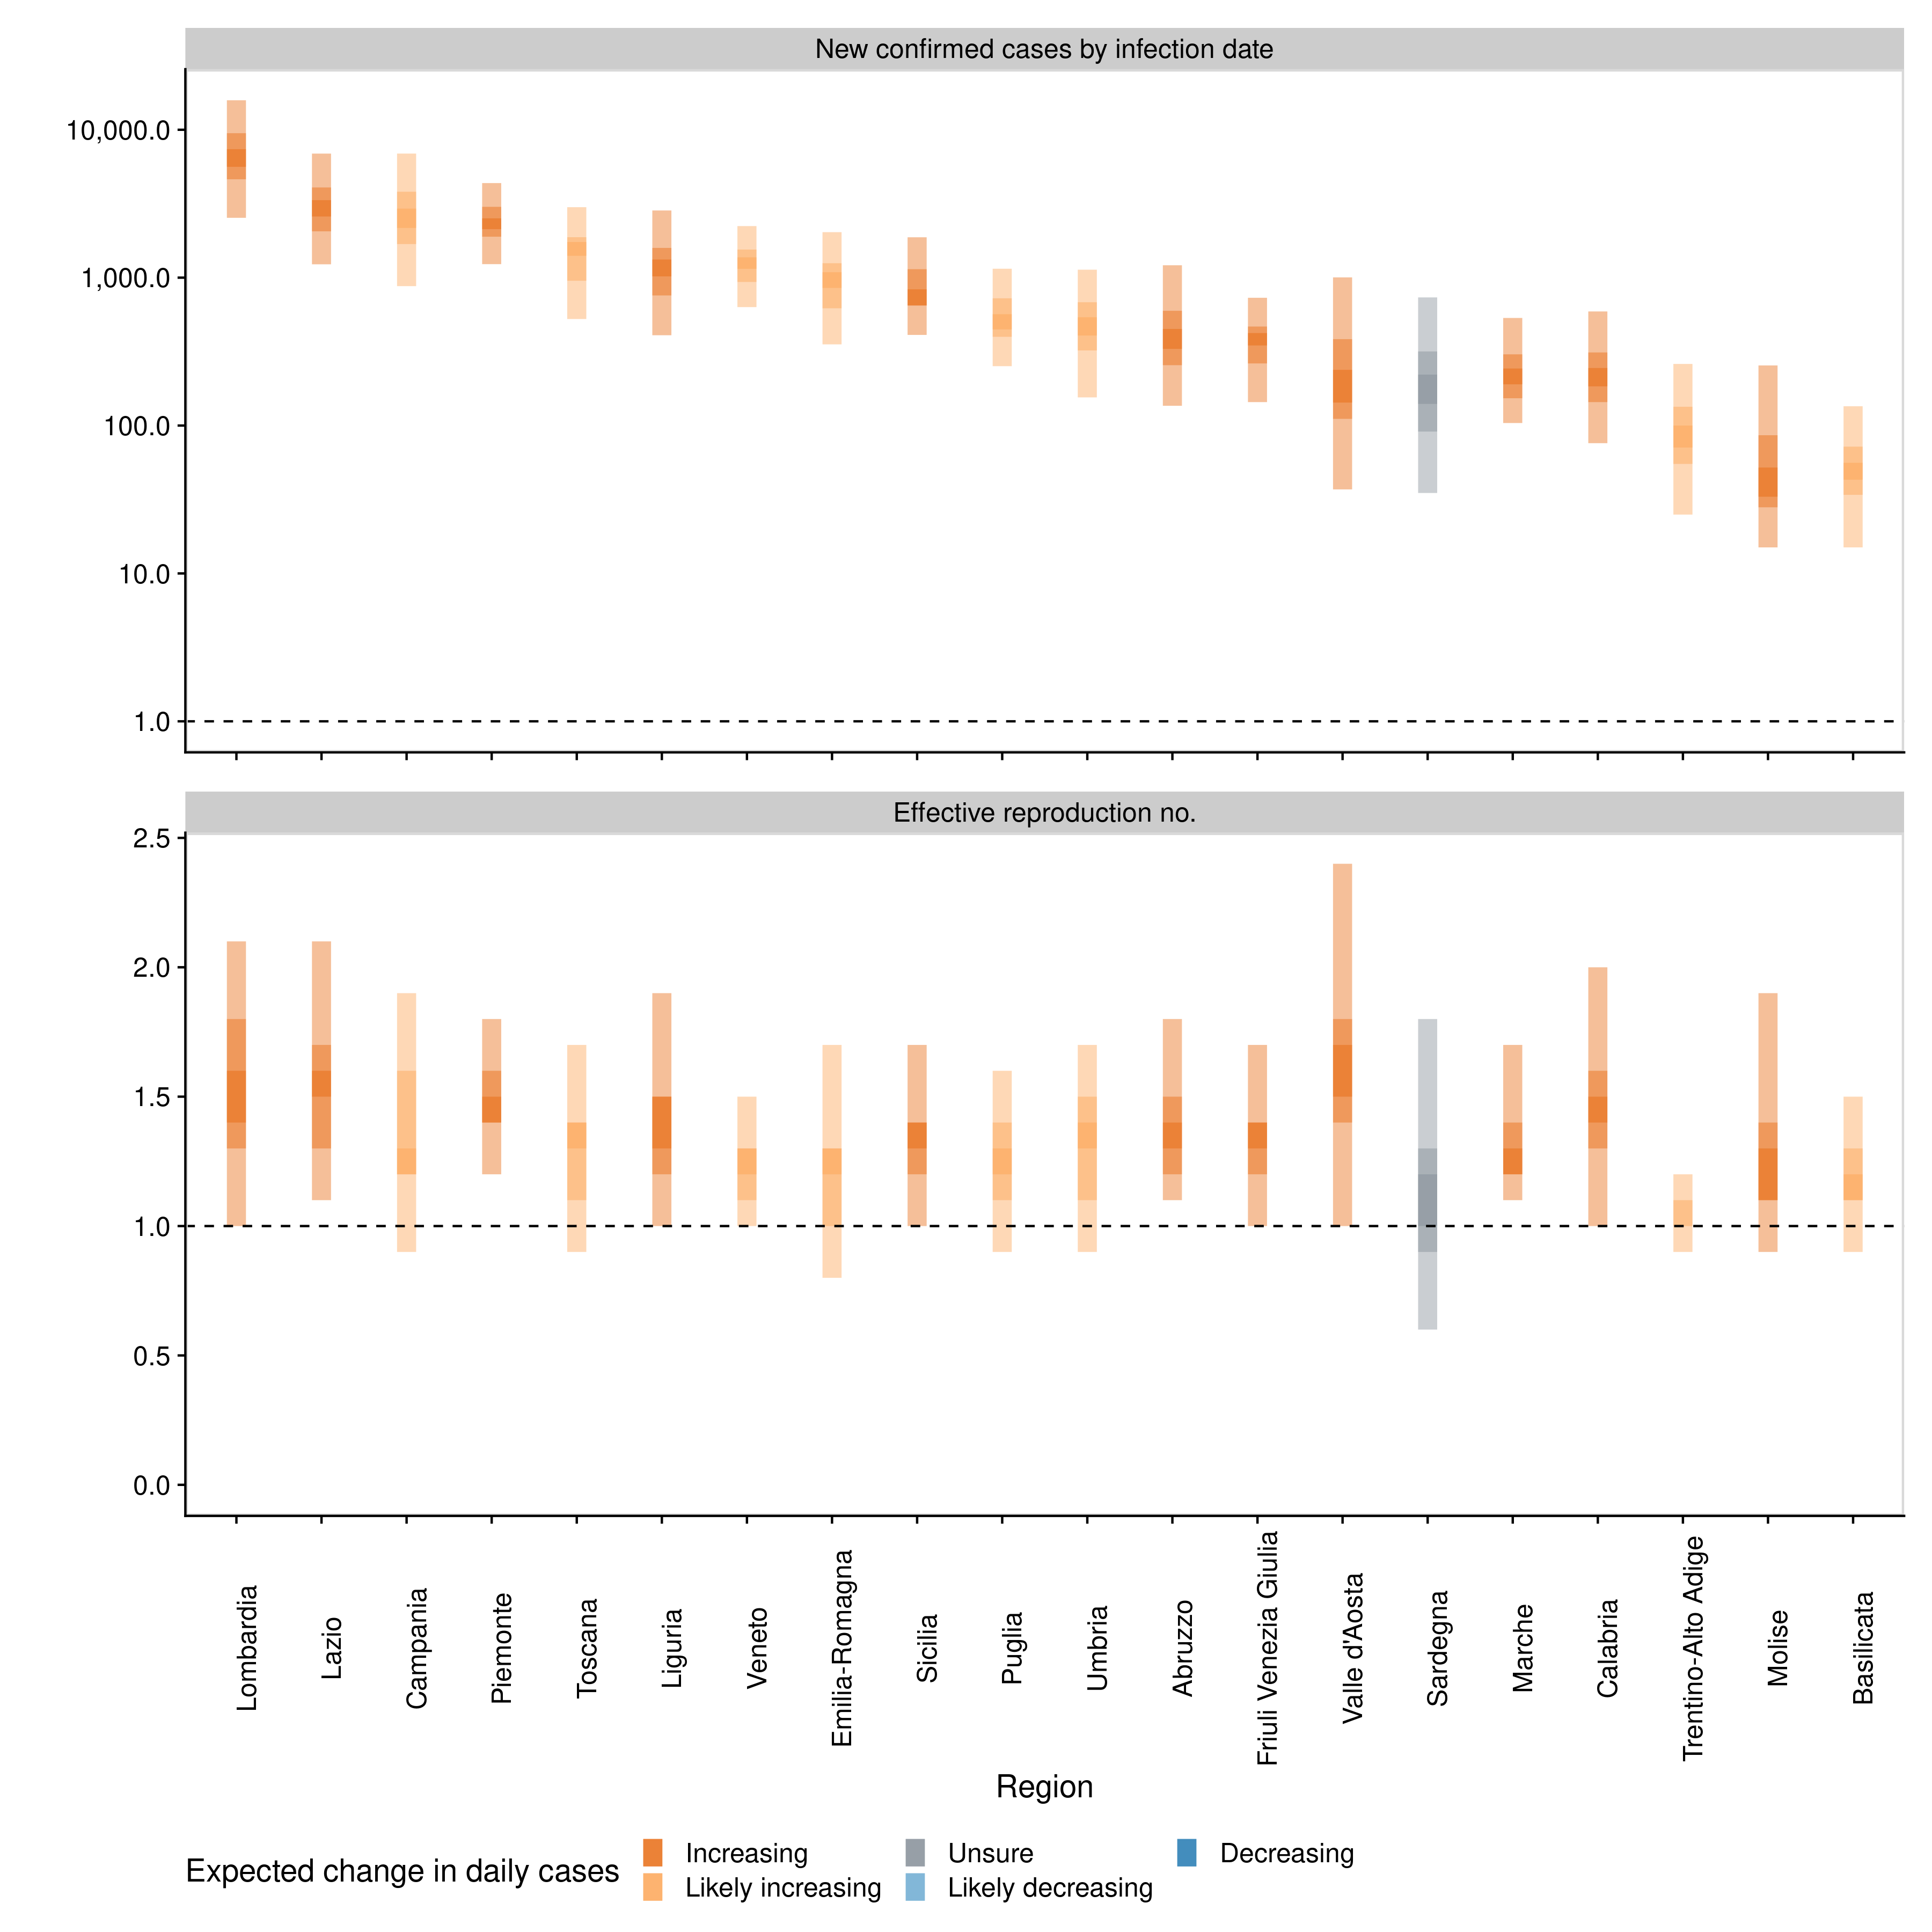 New confirmed cases by infection date
10,000.0
1,000.0
100.0
10.0
1.0
Effective reproduction no.
2.5
2.0
1.5
1.0
0.5
0.0
Lombardia
Lazio
Campania
Piemonte
Toscana
Liguria
Veneto
Emilia-Romagna
Sicilia
Puglia
Umbria
Abruzzo
Friuli Venezia Giulia
Valle d'Aosta
Sardegna
Marche
Calabria
Trentino-Alto Adige
Molise
Basilicata
Region
Expected change in daily cases
Increasing
Likely increasing
Unsure
Likely decreasing
Decreasing